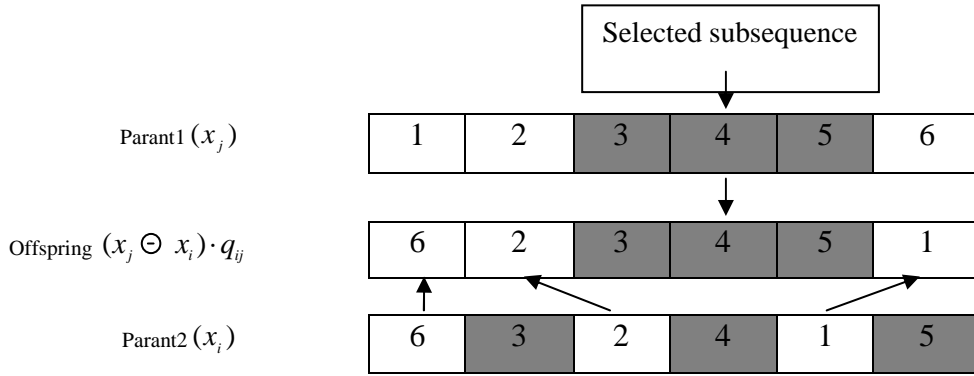 Selected subsequence
Parant1 (x_j) 1 2 3 4 5 6
Offspring (x_j ⊖ x_i)·q_ij 6 2 3 4 5 1
Parant2 (x_i) 6 3 2 4 1 5